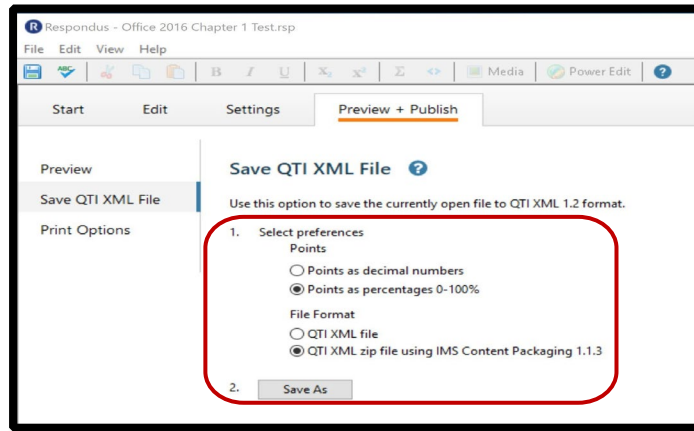 R Respondus - Office 2016 Chapter 1 Test.rsp
File Edit View Help
ABC B I U X₂ x² Σ <> Media Power Edit ?
Start Edit Settings Preview + Publish
Preview
Save QTI XML File
Print Options
Save QTI XML File ?
Use this option to save the currently open file to QTI XML 1.2 format.
1. Select preferences
Points
Points as decimal numbers
Points as percentages 0-100%
File Format
QTI XML file
QTI XML zip file using IMS Content Packaging 1.1.3
2. Save As